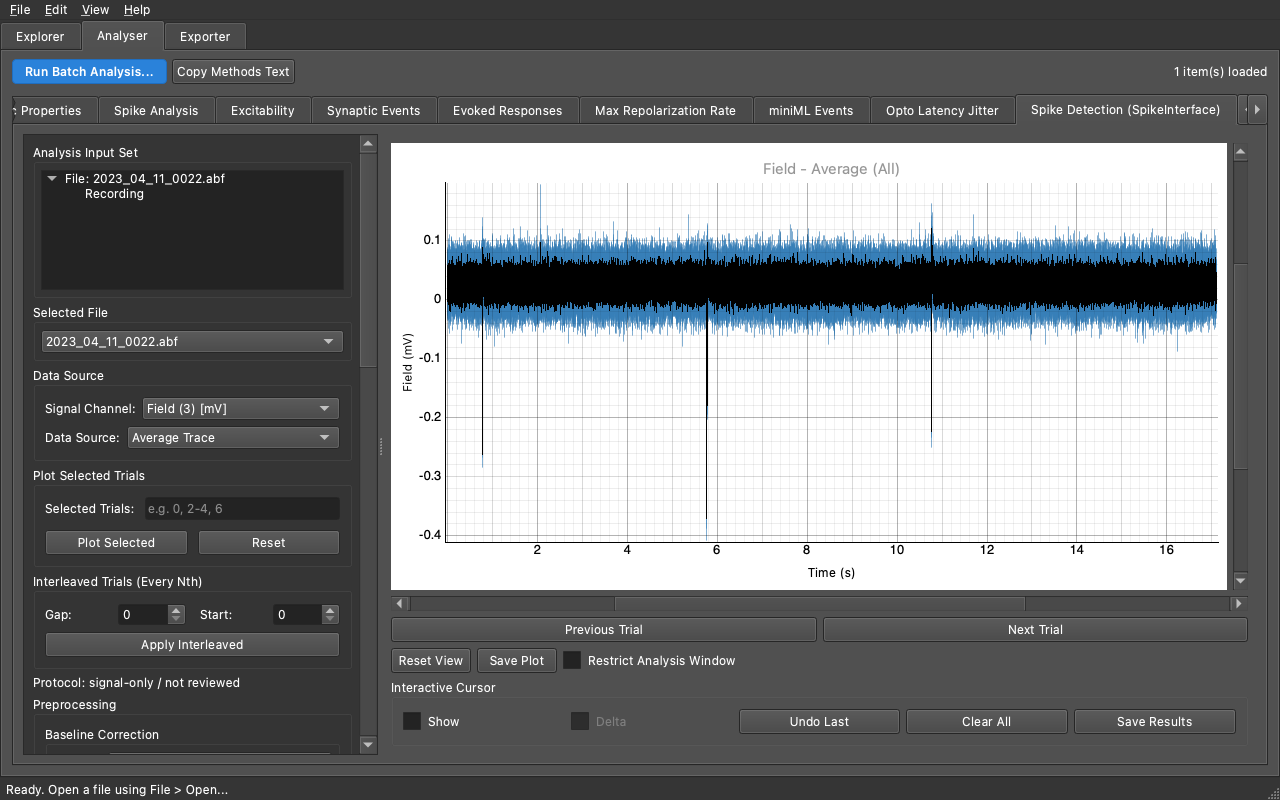 File Edit View Help
Explorer Analyser Exporter
Run Batch Analysis... Copy Methods Text 1 item(s) loaded
Properties Spike Analysis Excitability Synaptic Events Evoked Responses Max Repolarization Rate miniML Events Opto Latency Jitter Spike Detection (SpikeInterface)
Analysis Input Set
File: 2023_04_11_0022.abf
Recording
Selected File
2023_04_11_0022.abf
Data Source
Signal Channel: Field (3) [mV]
Data Source: Average Trace
Plot Selected Trials
Selected Trials: e.g. 0, 2-4, 6
Plot Selected Reset
Interleaved Trials (Every Nth)
Gap: 0 Start: 0
Apply Interleaved
Protocol: signal-only / not reviewed
Preprocessing
Baseline Correction
Field - Average (All)
Field (mV)
0.1
0
-0.1
-0.2
-0.3
-0.4
2 4 6 8 10 12 14 16
Time (s)
Previous Trial Next Trial
Reset View Save Plot Restrict Analysis Window
Interactive Cursor
Show Delta Undo Last Clear All Save Results
Ready. Open a file using File > Open...